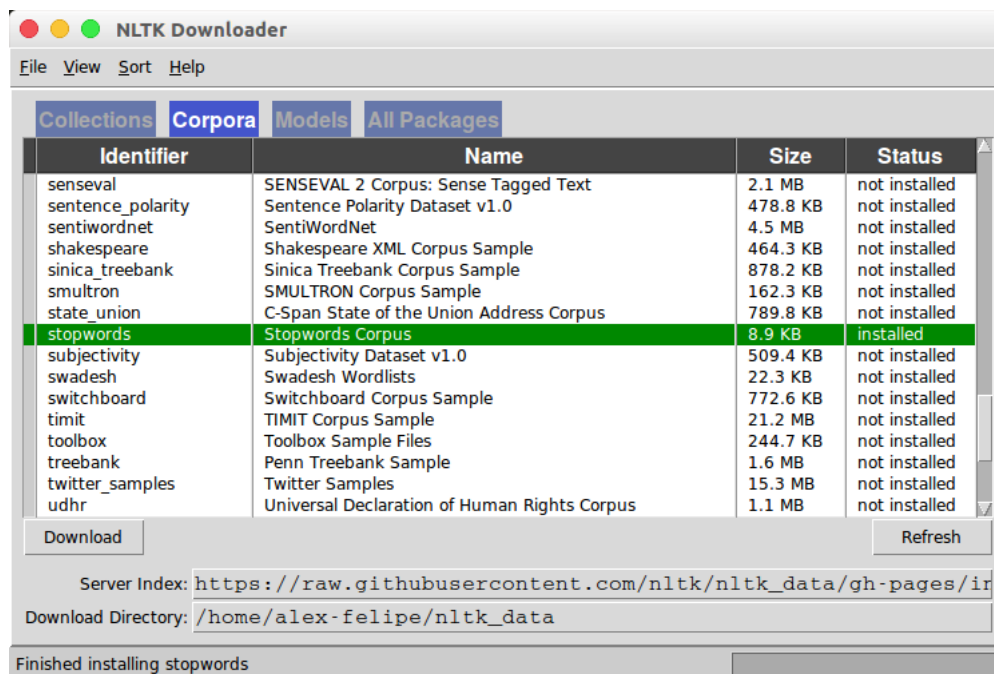 NLTK Downloader
File View Sort Help
Collections Corpora Models All Packages
Identifier Name Size Status
senseval SENSEVAL 2 Corpus: Sense Tagged Text 2.1 MB not installed
sentence_polarity Sentence Polarity Dataset v1.0 478.8 KB not installed
sentiwordnet SentiWordNet 4.5 MB not installed
shakespeare Shakespeare XML Corpus Sample 464.3 KB not installed
sinica_treebank Sinica Treebank Corpus Sample 878.2 KB not installed
smultron SMULTRON Corpus Sample 162.3 KB not installed
state_union C-Span State of the Union Address Corpus 789.8 KB not installed
stopwords Stopwords Corpus 8.9 KB installed
subjectivity Subjectivity Dataset v1.0 509.4 KB not installed
swadesh Swadesh Wordlists 22.3 KB not installed
switchboard Switchboard Corpus Sample 772.6 KB not installed
timit TIMIT Corpus Sample 21.2 MB not installed
toolbox Toolbox Sample Files 244.7 KB not installed
treebank Penn Treebank Sample 1.6 MB not installed
twitter_samples Twitter Samples 15.3 MB not installed
udhr Universal Declaration of Human Rights Corpus 1.1 MB not installed
Download Refresh
Server Index: https://raw.githubusercontent.com/nltk/nltk_data/gh-pages/in
Download Directory: /home/alex-felipe/nltk_data
Finished installing stopwords